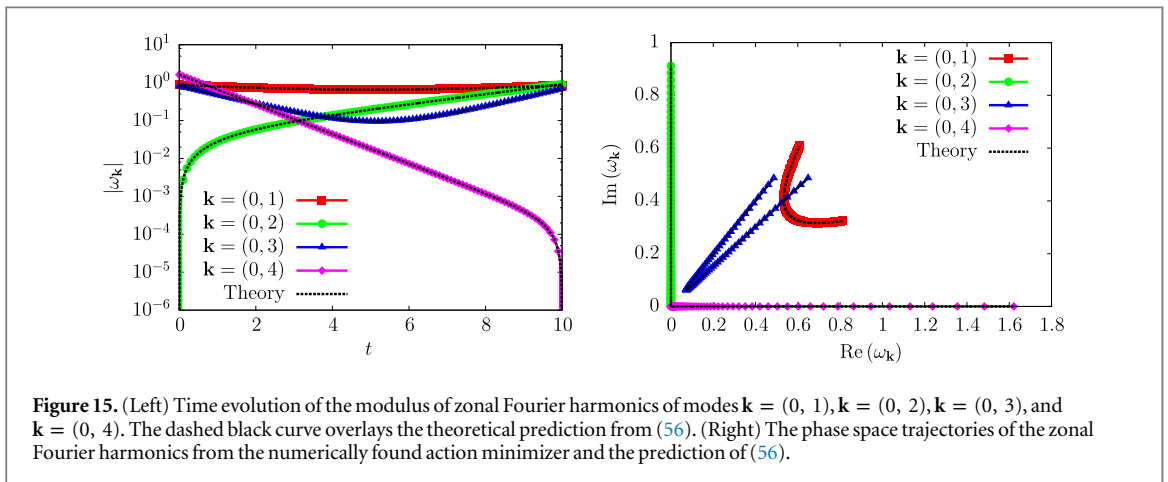 10¹
10⁰
10⁻¹
10⁻²
10⁻³
10⁻⁴
10⁻⁵
10⁻⁶
|ω𝐤|
𝐤 = (0, 1)
𝐤 = (0, 2)
𝐤 = (0, 3)
𝐤 = (0, 4)
Theory
0 2 4 6 8 10
t
1
0.8
0.6
0.4
0.2
0
Im (ω𝐤)
𝐤 = (0, 1)
𝐤 = (0, 2)
𝐤 = (0, 3)
𝐤 = (0, 4)
Theory
0 0.2 0.4 0.6 0.8 1 1.2 1.4 1.6 1.8
Re (ω𝐤)
Figure 15. (Left) Time evolution of the modulus of zonal Fourier harmonics of modes 𝐤 = (0, 1), 𝐤 = (0, 2), 𝐤 = (0, 3), and
𝐤 = (0, 4). The dashed black curve overlays the theoretical prediction from (56). (Right) The phase space trajectories of the zonal
Fourier harmonics from the numerically found action minimizer and the prediction of (56).